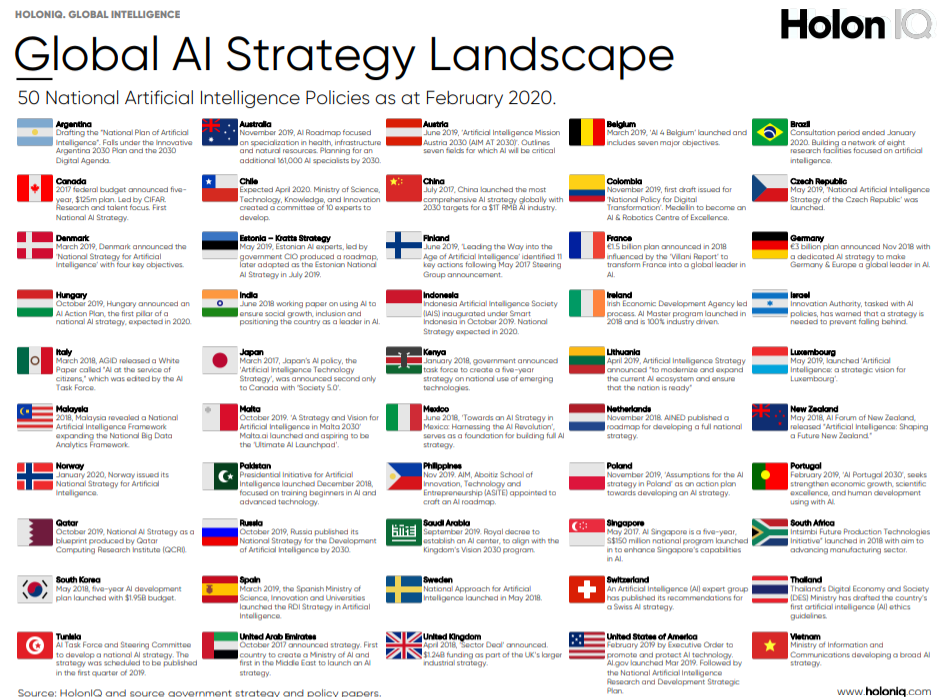 HOLONIQ. GLOBAL INTELLIGENCE
Holon IQ
Global AI Strategy Landscape
50 National Artificial Intelligence Policies as at February 2020.
Argentina
Drafting the "National Plan of Artificial
Intelligence". Falls under the Innovative
Argentina 2030 Plan and the 2030
Digital Agenda.
Australia
November 2019, AI Roadmap focused
on specialization in health, infrastructure
and natural resources. Planning for an
additional 161,000 AI specialists by 2030.
Austria
June 2019, 'Artificial Intelligence Mission
Austria 2030 (AIM AT 2030)'. Outlines
seven fields for which AI will be critical
Belgium
March 2019, 'AI 4 Belgium' launched and
includes seven major objectives.
Brazil
Consultation period ended January
2020. Building a network of eight
research facilities focused on artificial
intelligence.
Canada
2017 federal budget announced five-
year, $125m plan. Led by CIFAR.
Research and talent focus. First
National AI Strategy.
Chile
Expected April 2020. Ministry of Science,
Technology, Knowledge, and Innovation
created a committee of 10 experts to
develop.
China
July 2017, China launched the most
comprehensive AI strategy globally with
2030 targets for a $1T RMB AI industry.
Colombia
November 2019, first draft issued for
'National Policy for Digital
Transformation'. Medellin to become an
AI & Robotics Centre of Excellence.
Czech Republic
May 2019, 'National Artificial Intelligence
Strategy of the Czech Republic' was
launched.
Denmark
March 2019, Denmark announced the
'National Strategy for Artificial
Intelligence' with four key objectives.
Estonia – Kratts Strategy
May 2019, Estonian AI experts, led by
government CIO produced a roadmap,
later adopted as the Estonian National
AI Strategy in July 2019.
Finland
June 2019, 'Leading the Way into the
Age of Artificial Intelligence' identified 11
key actions following May 2017 Steering
Group announcement.
France
€1.5 billion plan announced in 2018
influenced by the 'Villani Report' to
transform France into a global leader in
AI.
Germany
€3 billion plan announced Nov 2018 with
a dedicated AI strategy to make
Germany & Europe a global leader in AI.
Hungary
October 2019, Hungary announced an
AI Action Plan, the first pillar of a
national AI strategy, expected in 2020.
India
June 2018 working paper on using AI to
ensure social growth, inclusion and
positioning the country as a leader in AI.
Indonesia
Indonesia Artificial Intelligence Society
(IAIS) inaugurated under Smart
Indonesia in October 2019. National
Strategy expected in 2020.
Ireland
Irish Economic Development Agency led
process. AI Master program launched in
2018 and is 100% industry driven.
Israel
Innovation Authority, tasked with AI
policies, has warned that a strategy is
needed to prevent falling behind.
Italy
March 2018, AGID released a White
Paper called "AI at the service of
citizens," which was edited by the AI
Task Force.
Japan
March 2017, Japan's AI policy, the
'Artificial Intelligence Technology
Strategy', was announced second only
to Canada with 'Society 5.0'.
Kenya
January 2018, government announced
task force to create a five-year
strategy on national use of emerging
technologies.
Lithuania
April 2019, Artificial Intelligence Strategy
announced "to modernize and expand
the current AI ecosystem and ensure
that the nation is ready"
Luxembourg
May 2019, launched 'Artificial
Intelligence: a strategic vision for
Luxembourg'.
Malaysia
2018, Malaysia revealed a National
Artificial Intelligence Framework
expanding the National Big Data
Analytics Framework.
Malta
October 2019. 'A Strategy and Vision for
Artificial Intelligence in Malta 2030'
Malta.ai launched and aspiring to be
the 'Ultimate AI Launchpad'.
Mexico
June 2018, 'Towards an AI Strategy in
Mexico: Harnessing the AI Revolution',
serves as a foundation for building full AI
strategy.
Netherlands
November 2018. AINED published a
roadmap for developing a full national
strategy.
New Zealand
May 2018, AI Forum of New Zealand,
released "Artificial Intelligence: Shaping
a Future New Zealand."
Norway
January 2020, Norway issued its
National Strategy for Artificial
Intelligence.
Pakistan
Presidential Initiative for Artificial
Intelligence launched December 2018,
focused on training beginners in AI and
advanced technology.
Philippines
Nov 2019. AIM, Aboitiz School of
Innovation, Technology and
Entrepreneurship (ASITE) appointed to
craft an AI roadmap.
Poland
November 2019, 'Assumptions for the AI
strategy in Poland' as an action plan
towards developing an AI strategy.
Portugal
February 2019, 'AI Portugal 2030', seeks
strengthen economic growth, scientific
excellence, and human development
using with AI.
Qatar
October 2019, National AI Strategy as a
blueprint produced by Qatar
Computing Research Institute (QCRI).
Russia
October 2019, Russia published its
National Strategy for the Development
of Artificial Intelligence by 2030.
Saudi Arabia
September 2019. Royal decree to
establish an AI center, to align with the
Kingdom's Vision 2030 program.
Singapore
May 2017. AI Singapore is a five-year,
S$150 million national program launched
in to enhance Singapore's capabilities
in AI.
South Africa
Intsimbi Future Production Technologies
Initiative" launched in 2018 with aim to
advancing manufacturing sector.
South Korea
May 2018, five-year AI development
plan launched with $1.95B budget.
Spain
March 2019, the Spanish Ministry of
Science, Innovation and Universities
launched the RDI Strategy in Artificial
Intelligence.
Sweden
National Approach for Artificial
Intelligence launched in May 2018.
Switzerland
An Artificial Intelligence (AI) expert group
has published its recommendations for
a Swiss AI strategy.
Thailand
Thailand's Digital Economy and Society
(DES) Ministry has drafted the country's
first artificial intelligence (AI) ethics
guidelines.
Tunisia
AI Task Force and Steering Committee
to develop a national AI strategy. The
strategy was scheduled to be published
in the first quarter of 2019.
United Arab Emirates
October 2017 announced strategy. First
country to create a Ministry of AI and
first in the Middle East to launch an AI
strategy.
United Kingdom
April 2018, 'Sector Deal' announced.
$1.24B funding as part of the UK's larger
industrial strategy.
United States of America
February 2019 by Executive Order to
promote and protect AI technology.
AI.gov launched Mar 2019. Followed by
the National Artificial Intelligence
Research and Development Strategic
Plan.
Vietnam
Ministry of Information and
Communications developing a broad AI
strategy.
Source: HolonIQ and source government strategy and policy papers.
www.holoniq.com